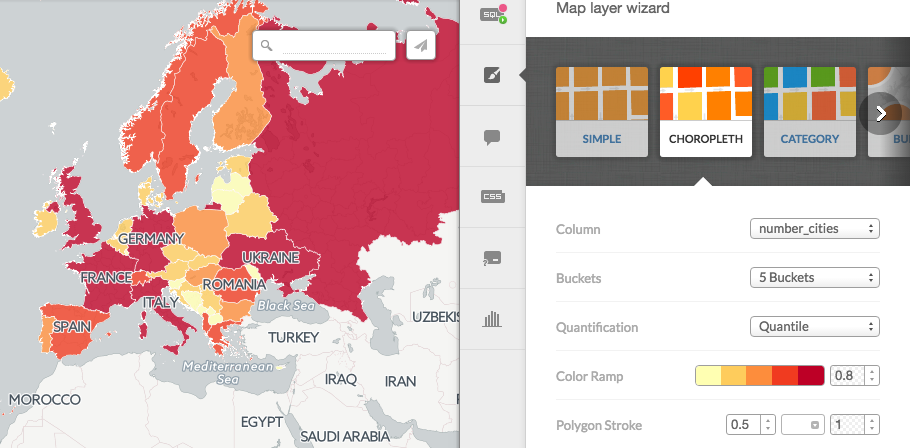 Map layer wizard
SQL
SIMPLE
CHOROPLETH
CATEGORY
BU
CSS
?
Column
number_cities
Buckets
5 Buckets
Quantification
Quantile
Color Ramp
0.8
Polygon Stroke
0.5
1
GERMANY
UKRAINE
FRANCE
ROMANIA
ITALY
Black Sea
SPAIN
UZBEKIS
TURKEY
Mediterranean
Sea
IRAQ
IRAN
MOROCCO
EGYPT
SAUDI ARABIA